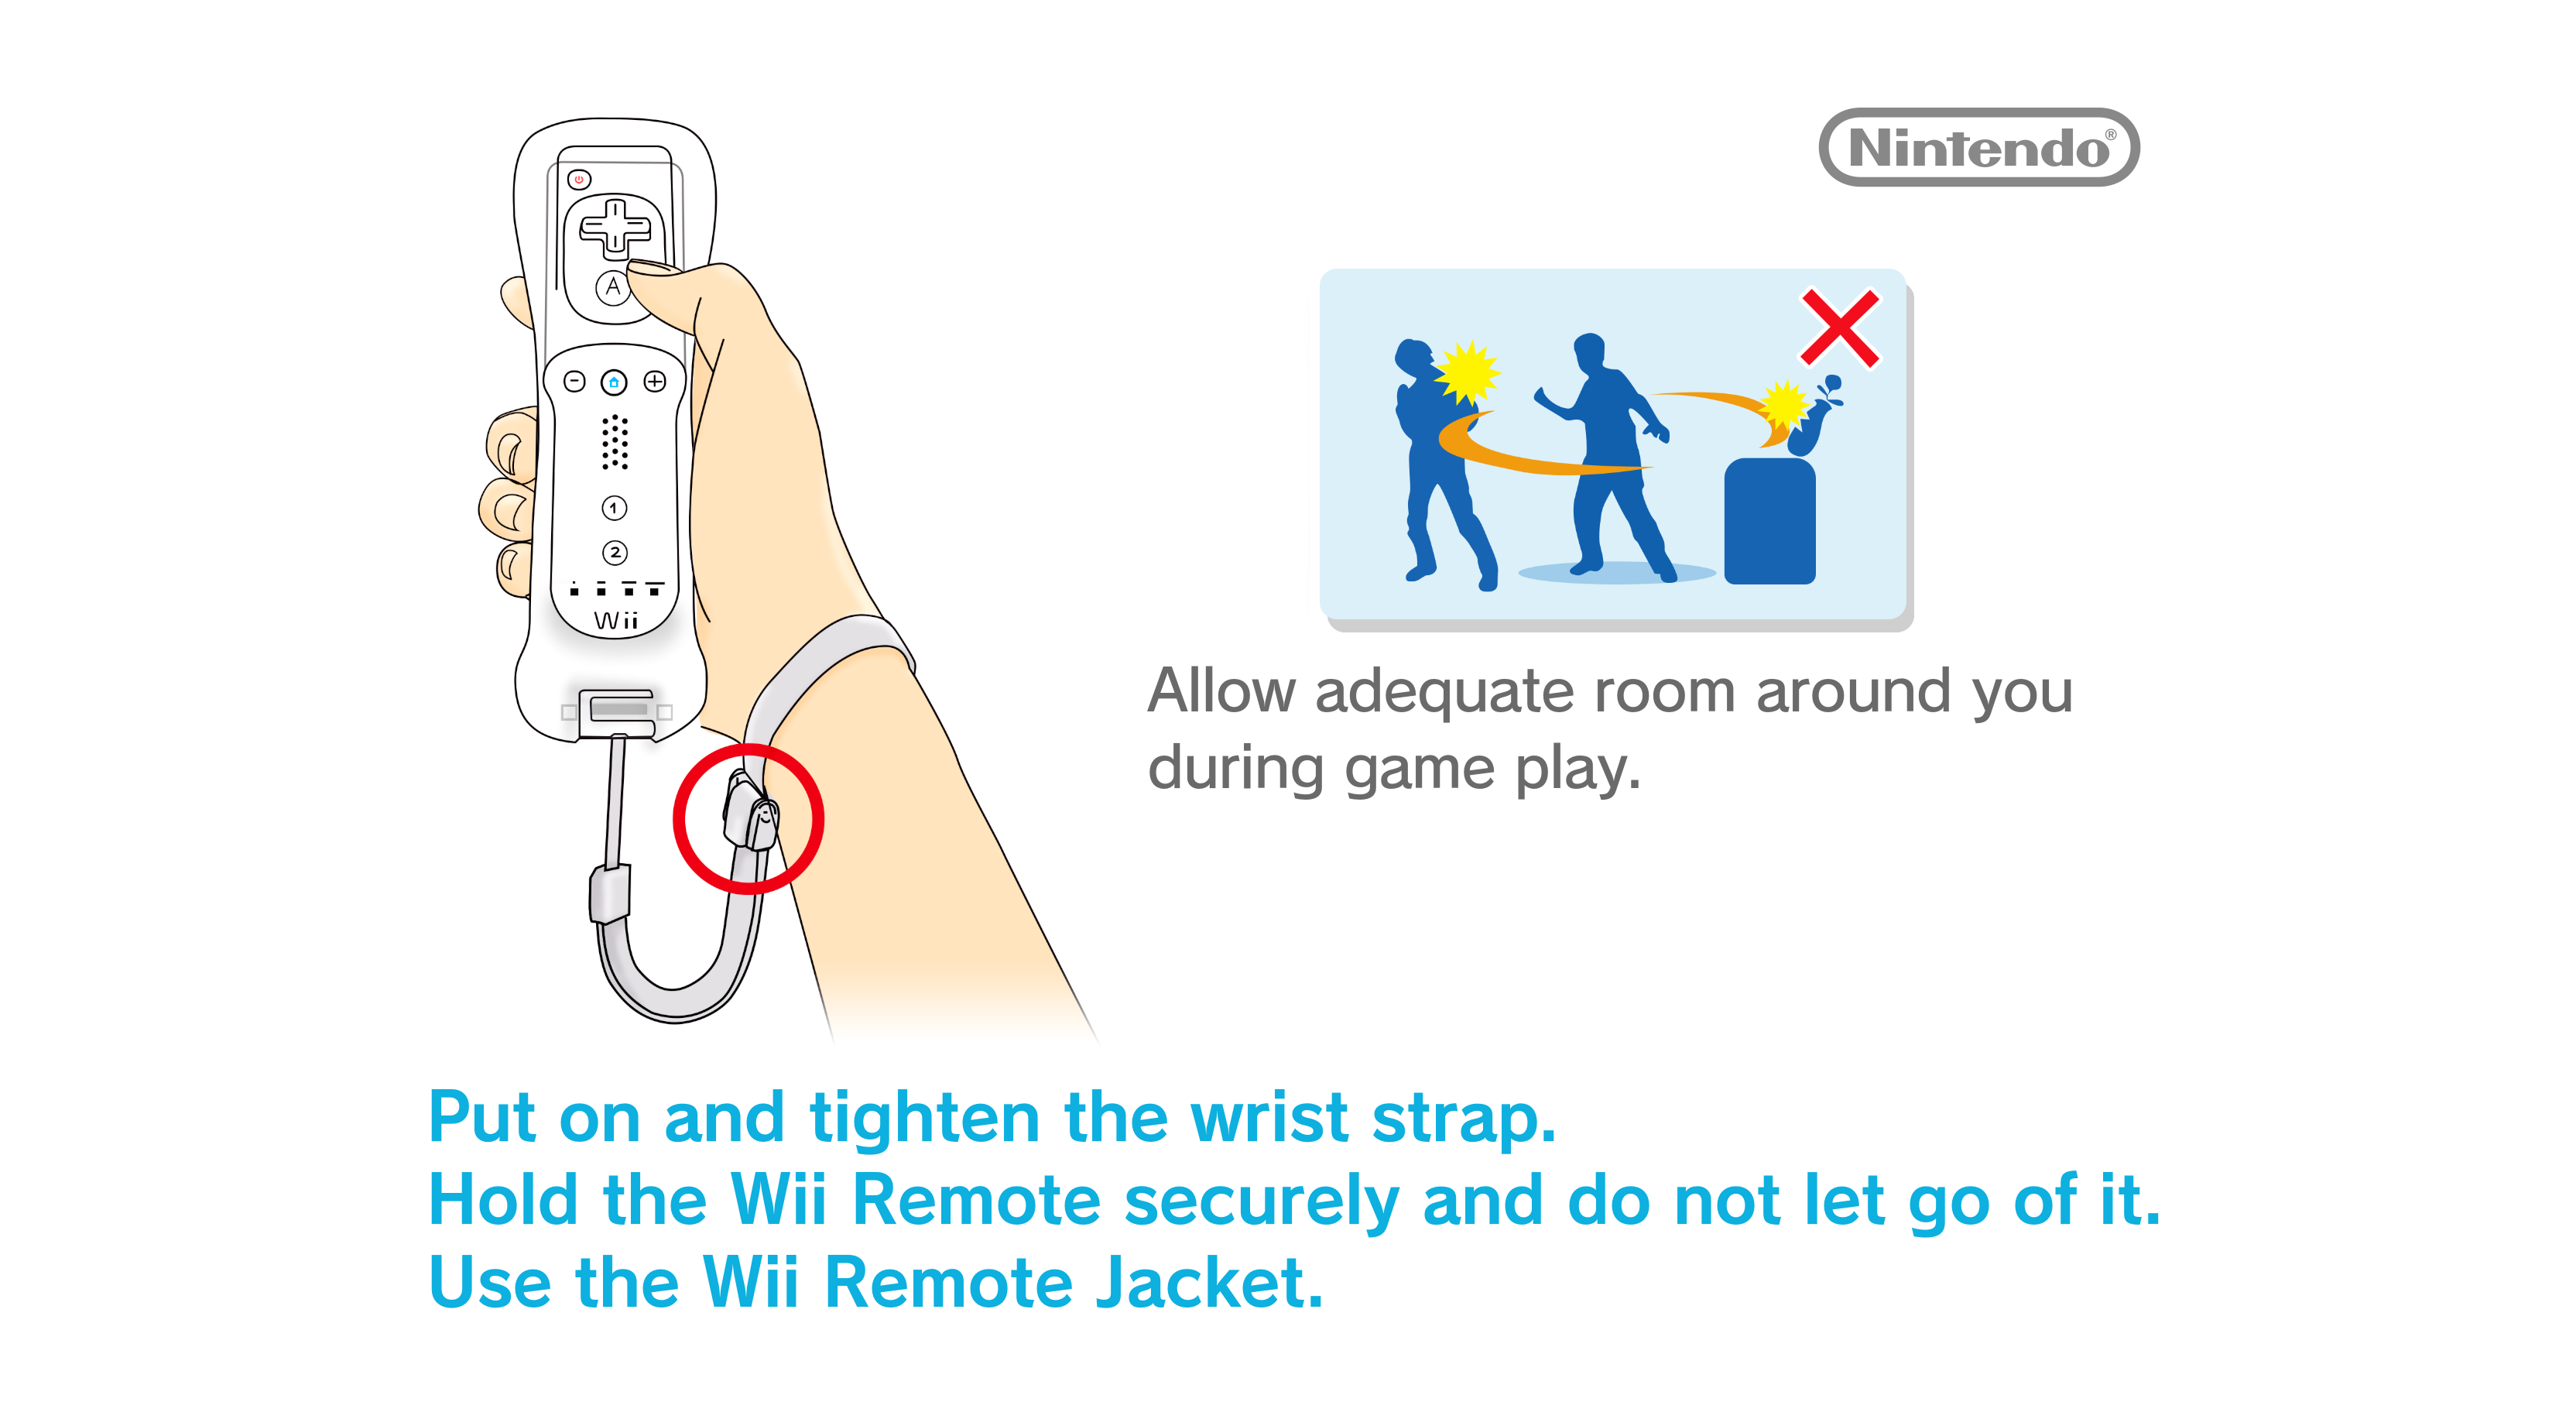 Nintendo®
A
1
2
Wii
Allow adequate room around you
during game play.
Put on and tighten the wrist strap.
Hold the Wii Remote securely and do not let go of it.
Use the Wii Remote Jacket.